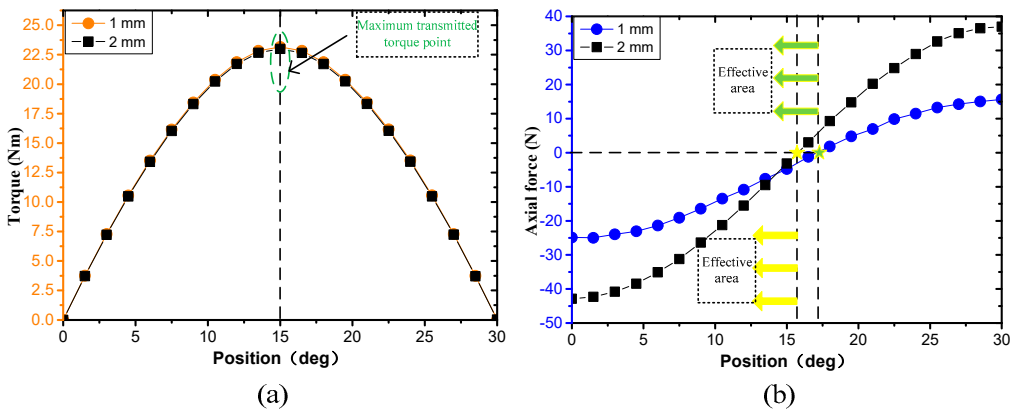 25.0
22.5
20.0
17.5
15.0
12.5
10.0
7.5
5.0
2.5
0.0
Torque (Nm)
1 mm
2 mm
Maximum transmitted
torque point
0
5
10
15
20
25
30
Position（deg）
(a)
40
30
20
10
0
-10
-20
-30
-40
-50
Axial force (N)
1 mm
2 mm
Effective
area
Effective
area
0
5
10
15
20
25
30
Position（deg）
(b)